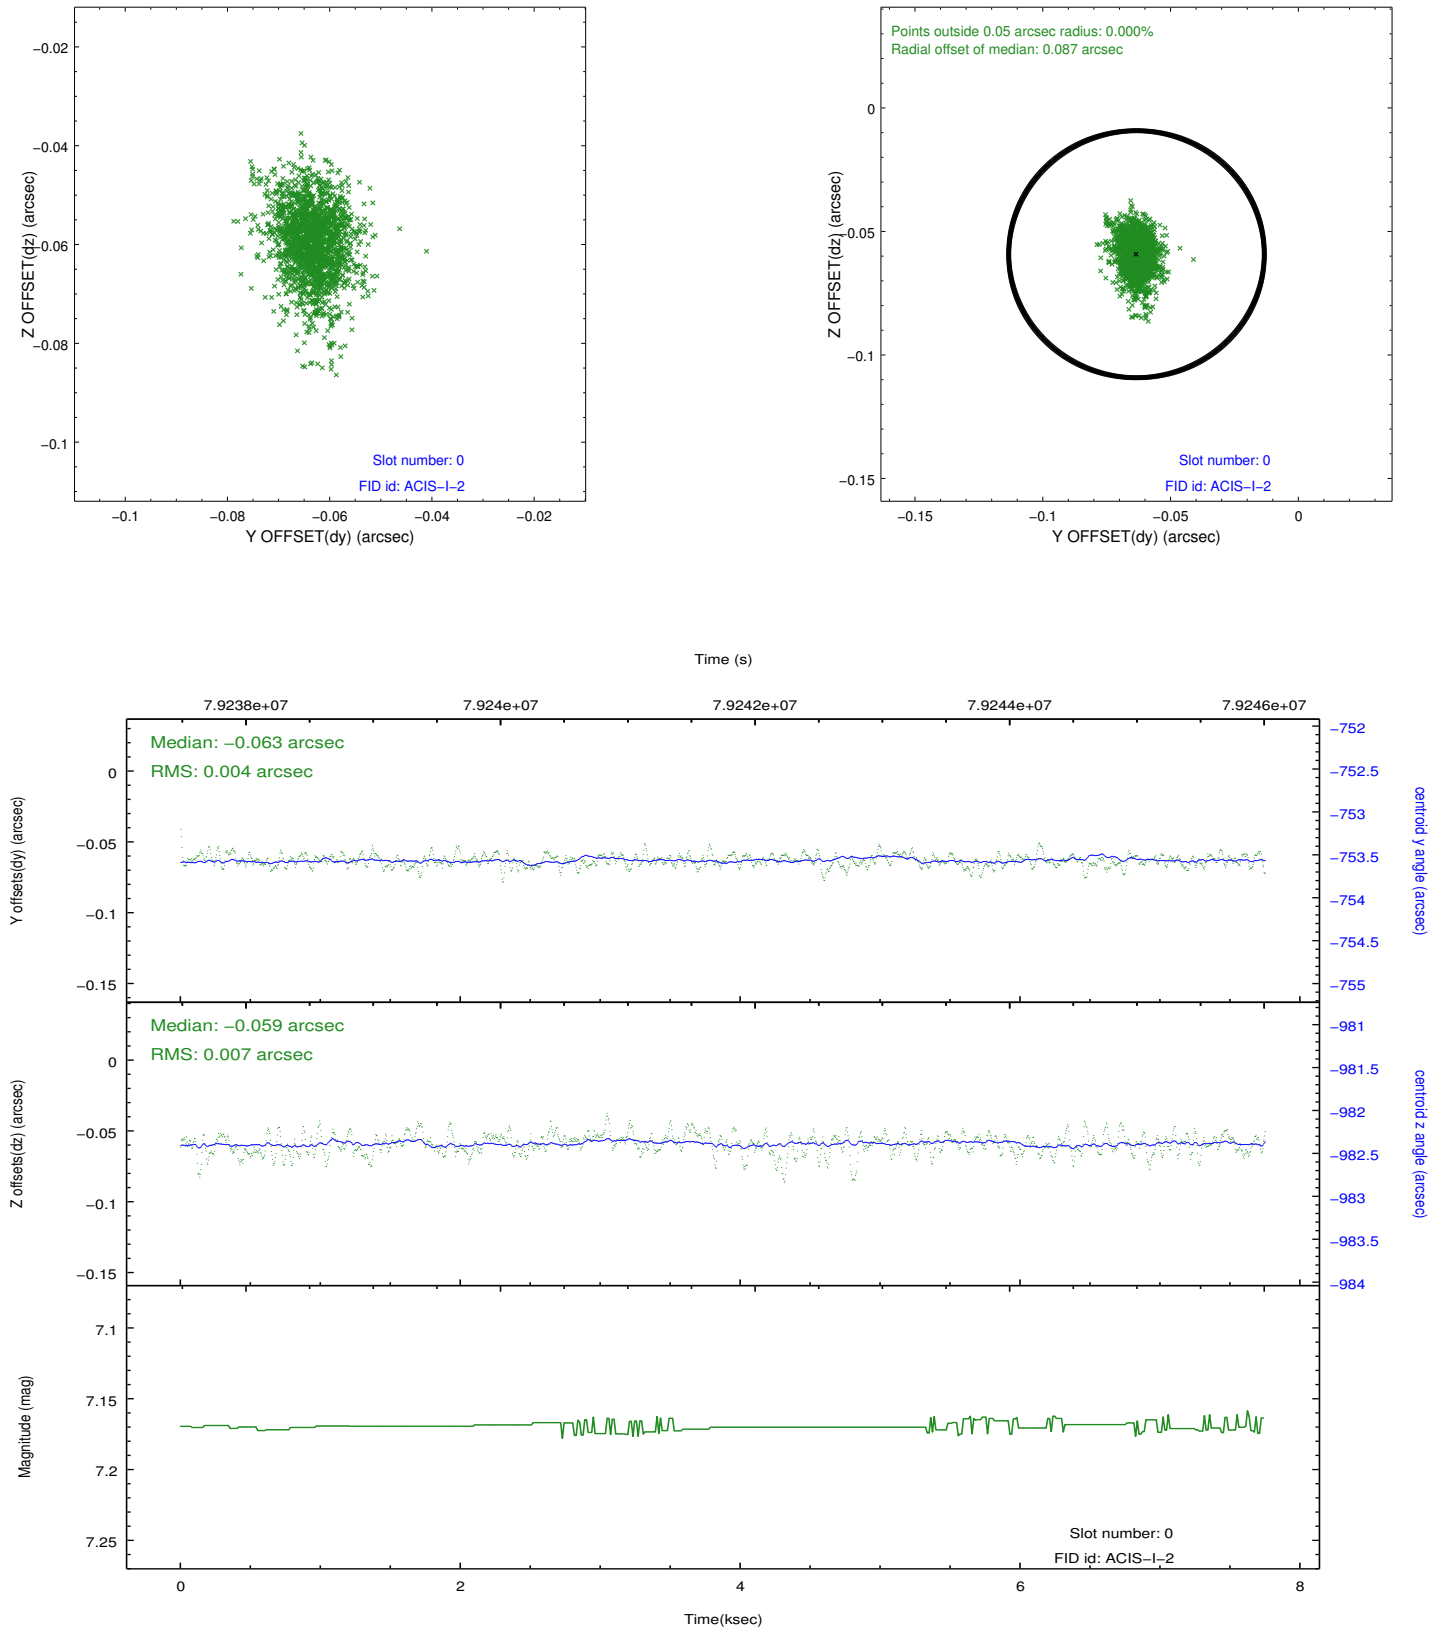 −0.02
−0.04
−0.06
−0.08
−0.1
Z OFFSET(dz) (arcsec)
Slot number: 0
FID id: ACIS−I−2
−0.1
−0.08
−0.06
−0.04
−0.02
Y OFFSET(dy) (arcsec)
Points outside 0.05 arcsec radius: 0.000%
Radial offset of median: 0.087 arcsec
0
−0.05
−0.1
−0.15
Z OFFSET(dz) (arcsec)
Slot number: 0
FID id: ACIS−I−2
−0.15
−0.1
−0.05
0
Y OFFSET(dy) (arcsec)
Time (s)
7.9238e+07
7.924e+07
7.9242e+07
7.9244e+07
7.9246e+07
Median: −0.063 arcsec
RMS: 0.004 arcsec
0
−0.05
−0.1
−0.15
Y offsets(dy) (arcsec)
−752
−752.5
−753
−753.5
−754
−754.5
−755
centroid y angle (arcsec)
Median: −0.059 arcsec
RMS: 0.007 arcsec
0
−0.05
−0.1
−0.15
Z offsets(dz) (arcsec)
−981
−981.5
−982
−982.5
−983
−983.5
−984
centroid z angle (arcsec)
7.1
7.15
7.2
7.25
Magnitude (mag)
Slot number: 0
FID id: ACIS−I−2
0
2
4
6
8
Time(ksec)